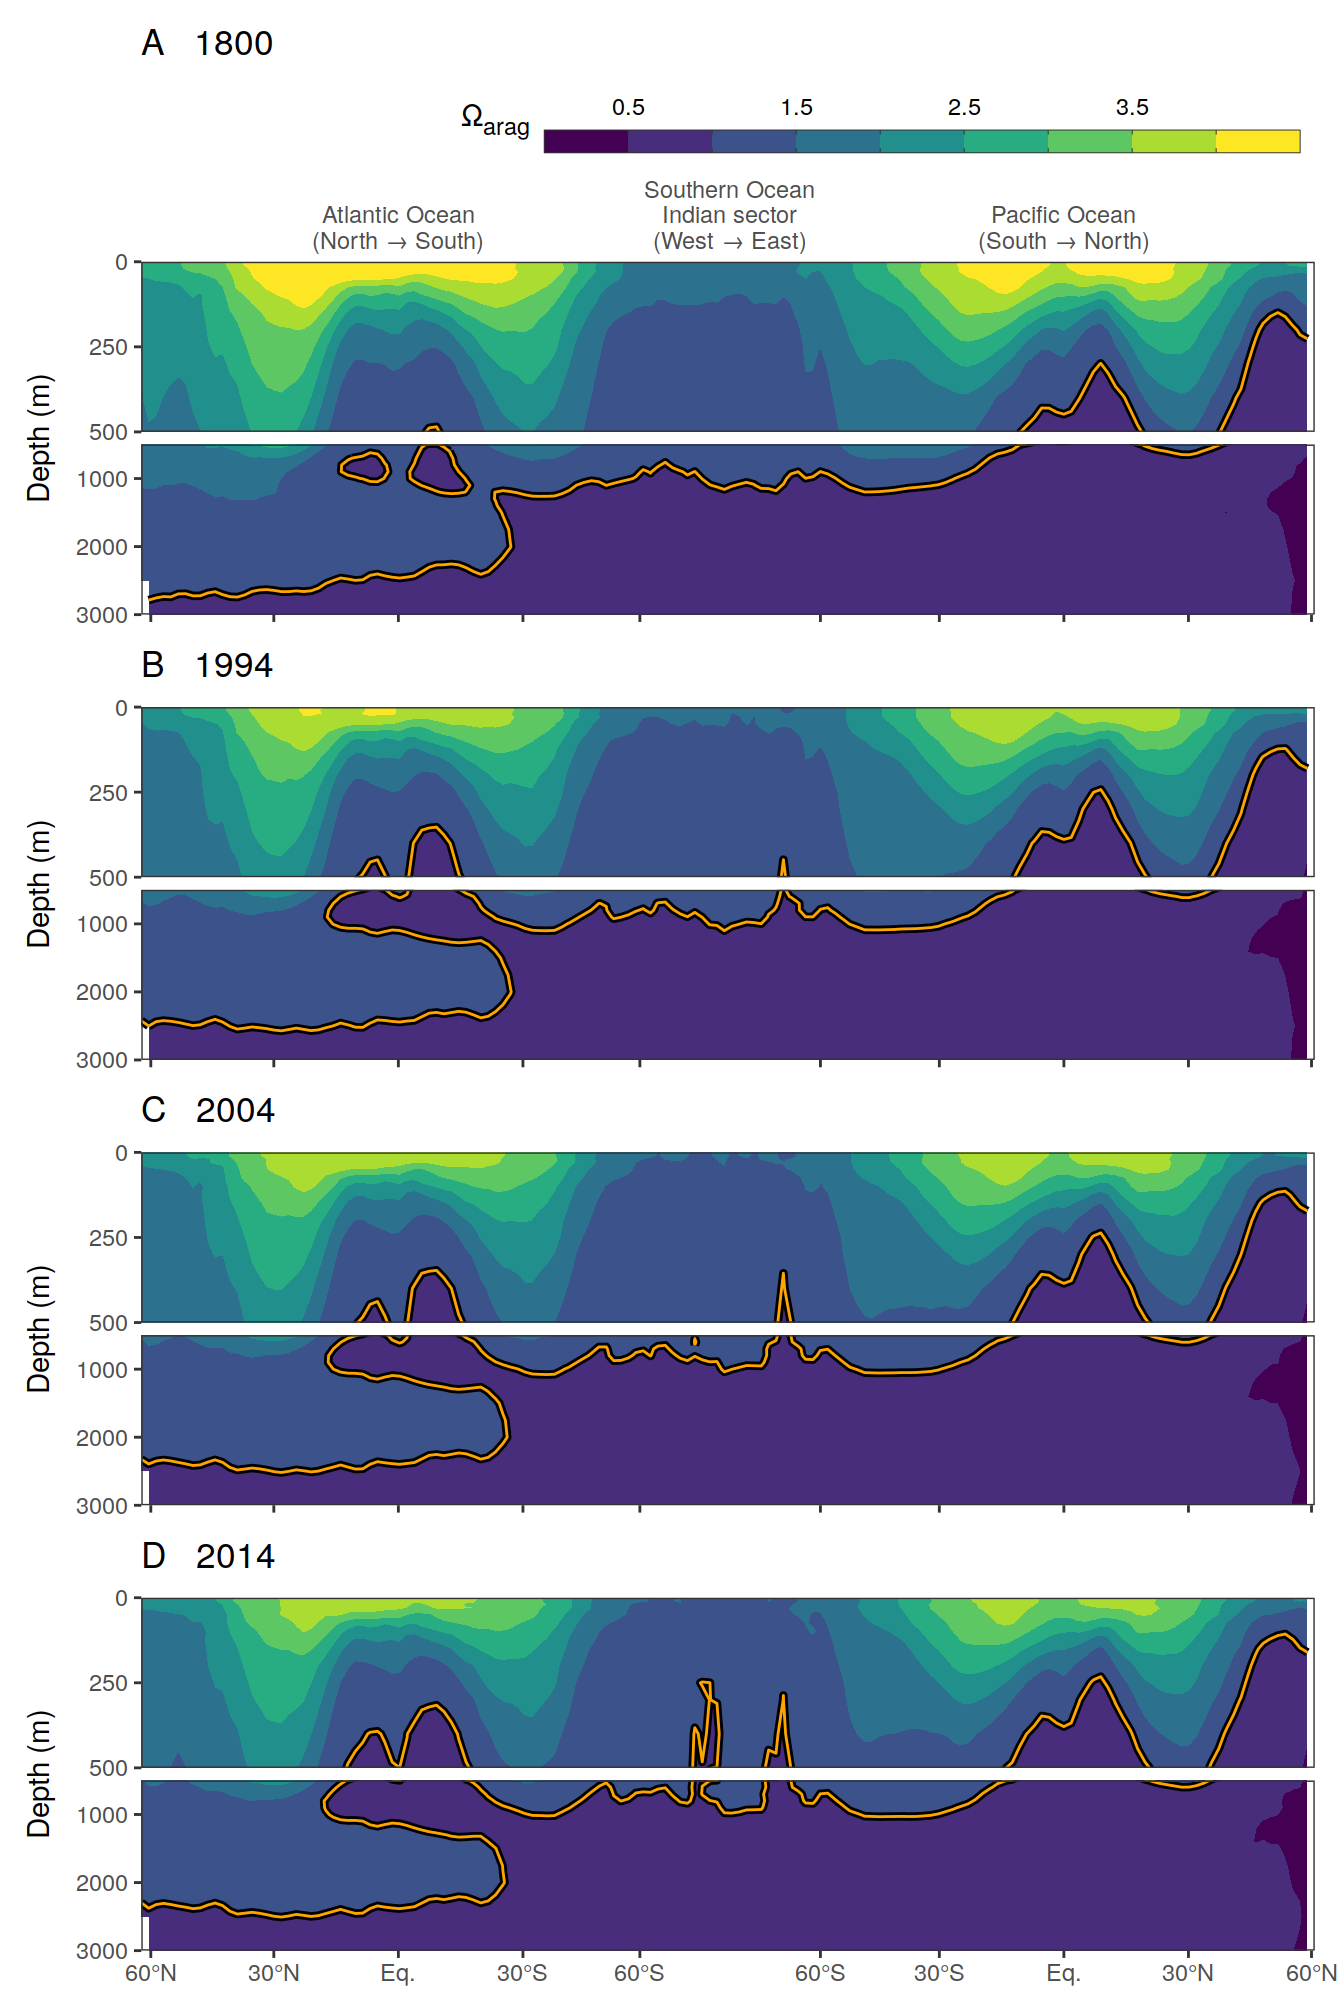 A 1800
Ωarag
0.5 1.5 2.5 3.5
Atlantic Ocean
(North → South)
Southern Ocean
Indian sector
(West → East)
Pacific Ocean
(South → North)
Depth (m)
0
250
500
1000
2000
3000
B 1994
Depth (m)
0
250
500
1000
2000
3000
C 2004
Depth (m)
0
250
500
1000
2000
3000
D 2014
Depth (m)
0
250
500
1000
2000
3000
60°N 30°N Eq. 30°S 60°S 60°S 30°S Eq. 30°N 60°N